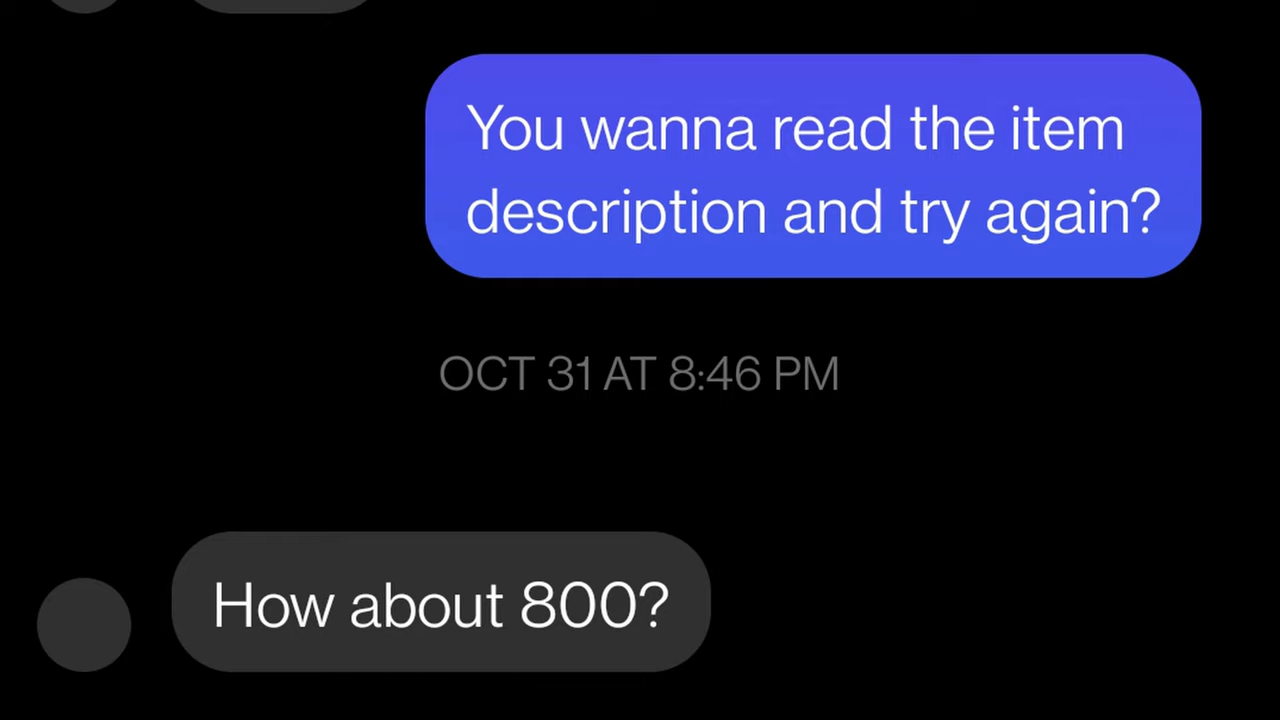 You wanna read the item
description and try again?
OCT 31 AT 8:46 PM
How about 800?